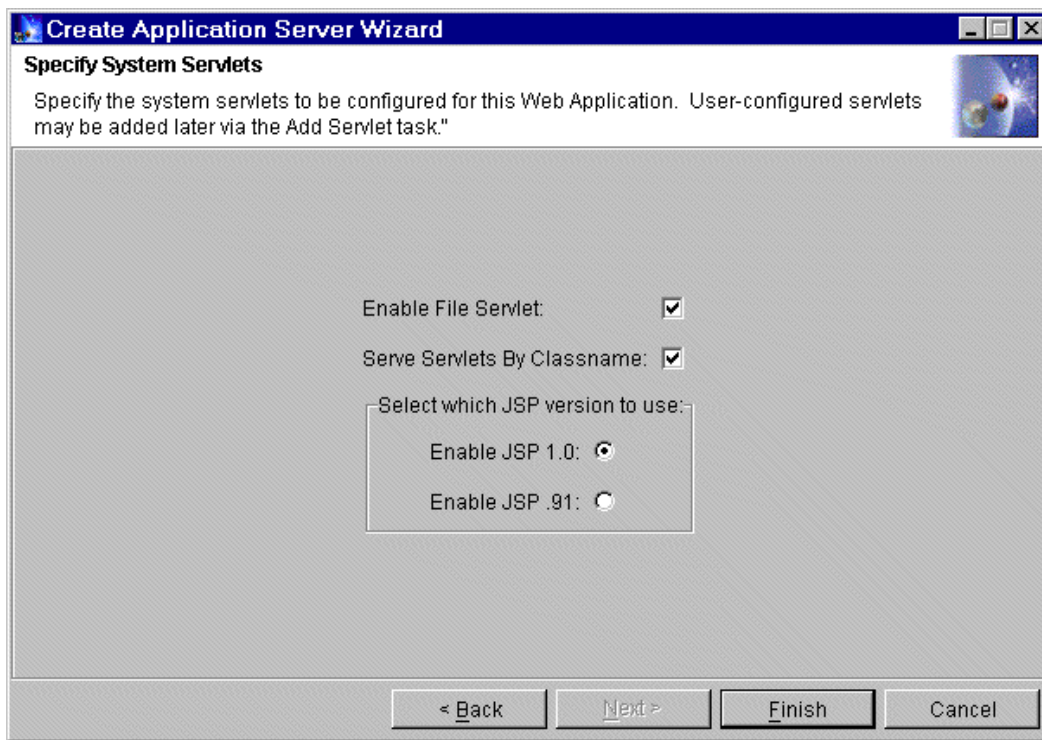 Create Application Server Wizard
Specify System Servlets
Specify the system servlets to be configured for this Web Application.  User-configured servlets
may be added later via the Add Servlet task."
Enable File Servlet:
Serve Servlets By Classname:
Select which JSP version to use:
Enable JSP 1.0:
Enable JSP .91:
< Back
Next >
Finish
Cancel